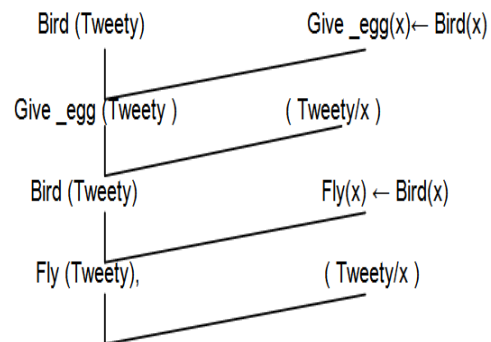 Bird (Tweety) Give _egg(x)← Bird(x)
Give _egg (Tweety ) ( Tweety/x )
Bird (Tweety) Fly(x) ← Bird(x)
Fly (Tweety), ( Tweety/x )